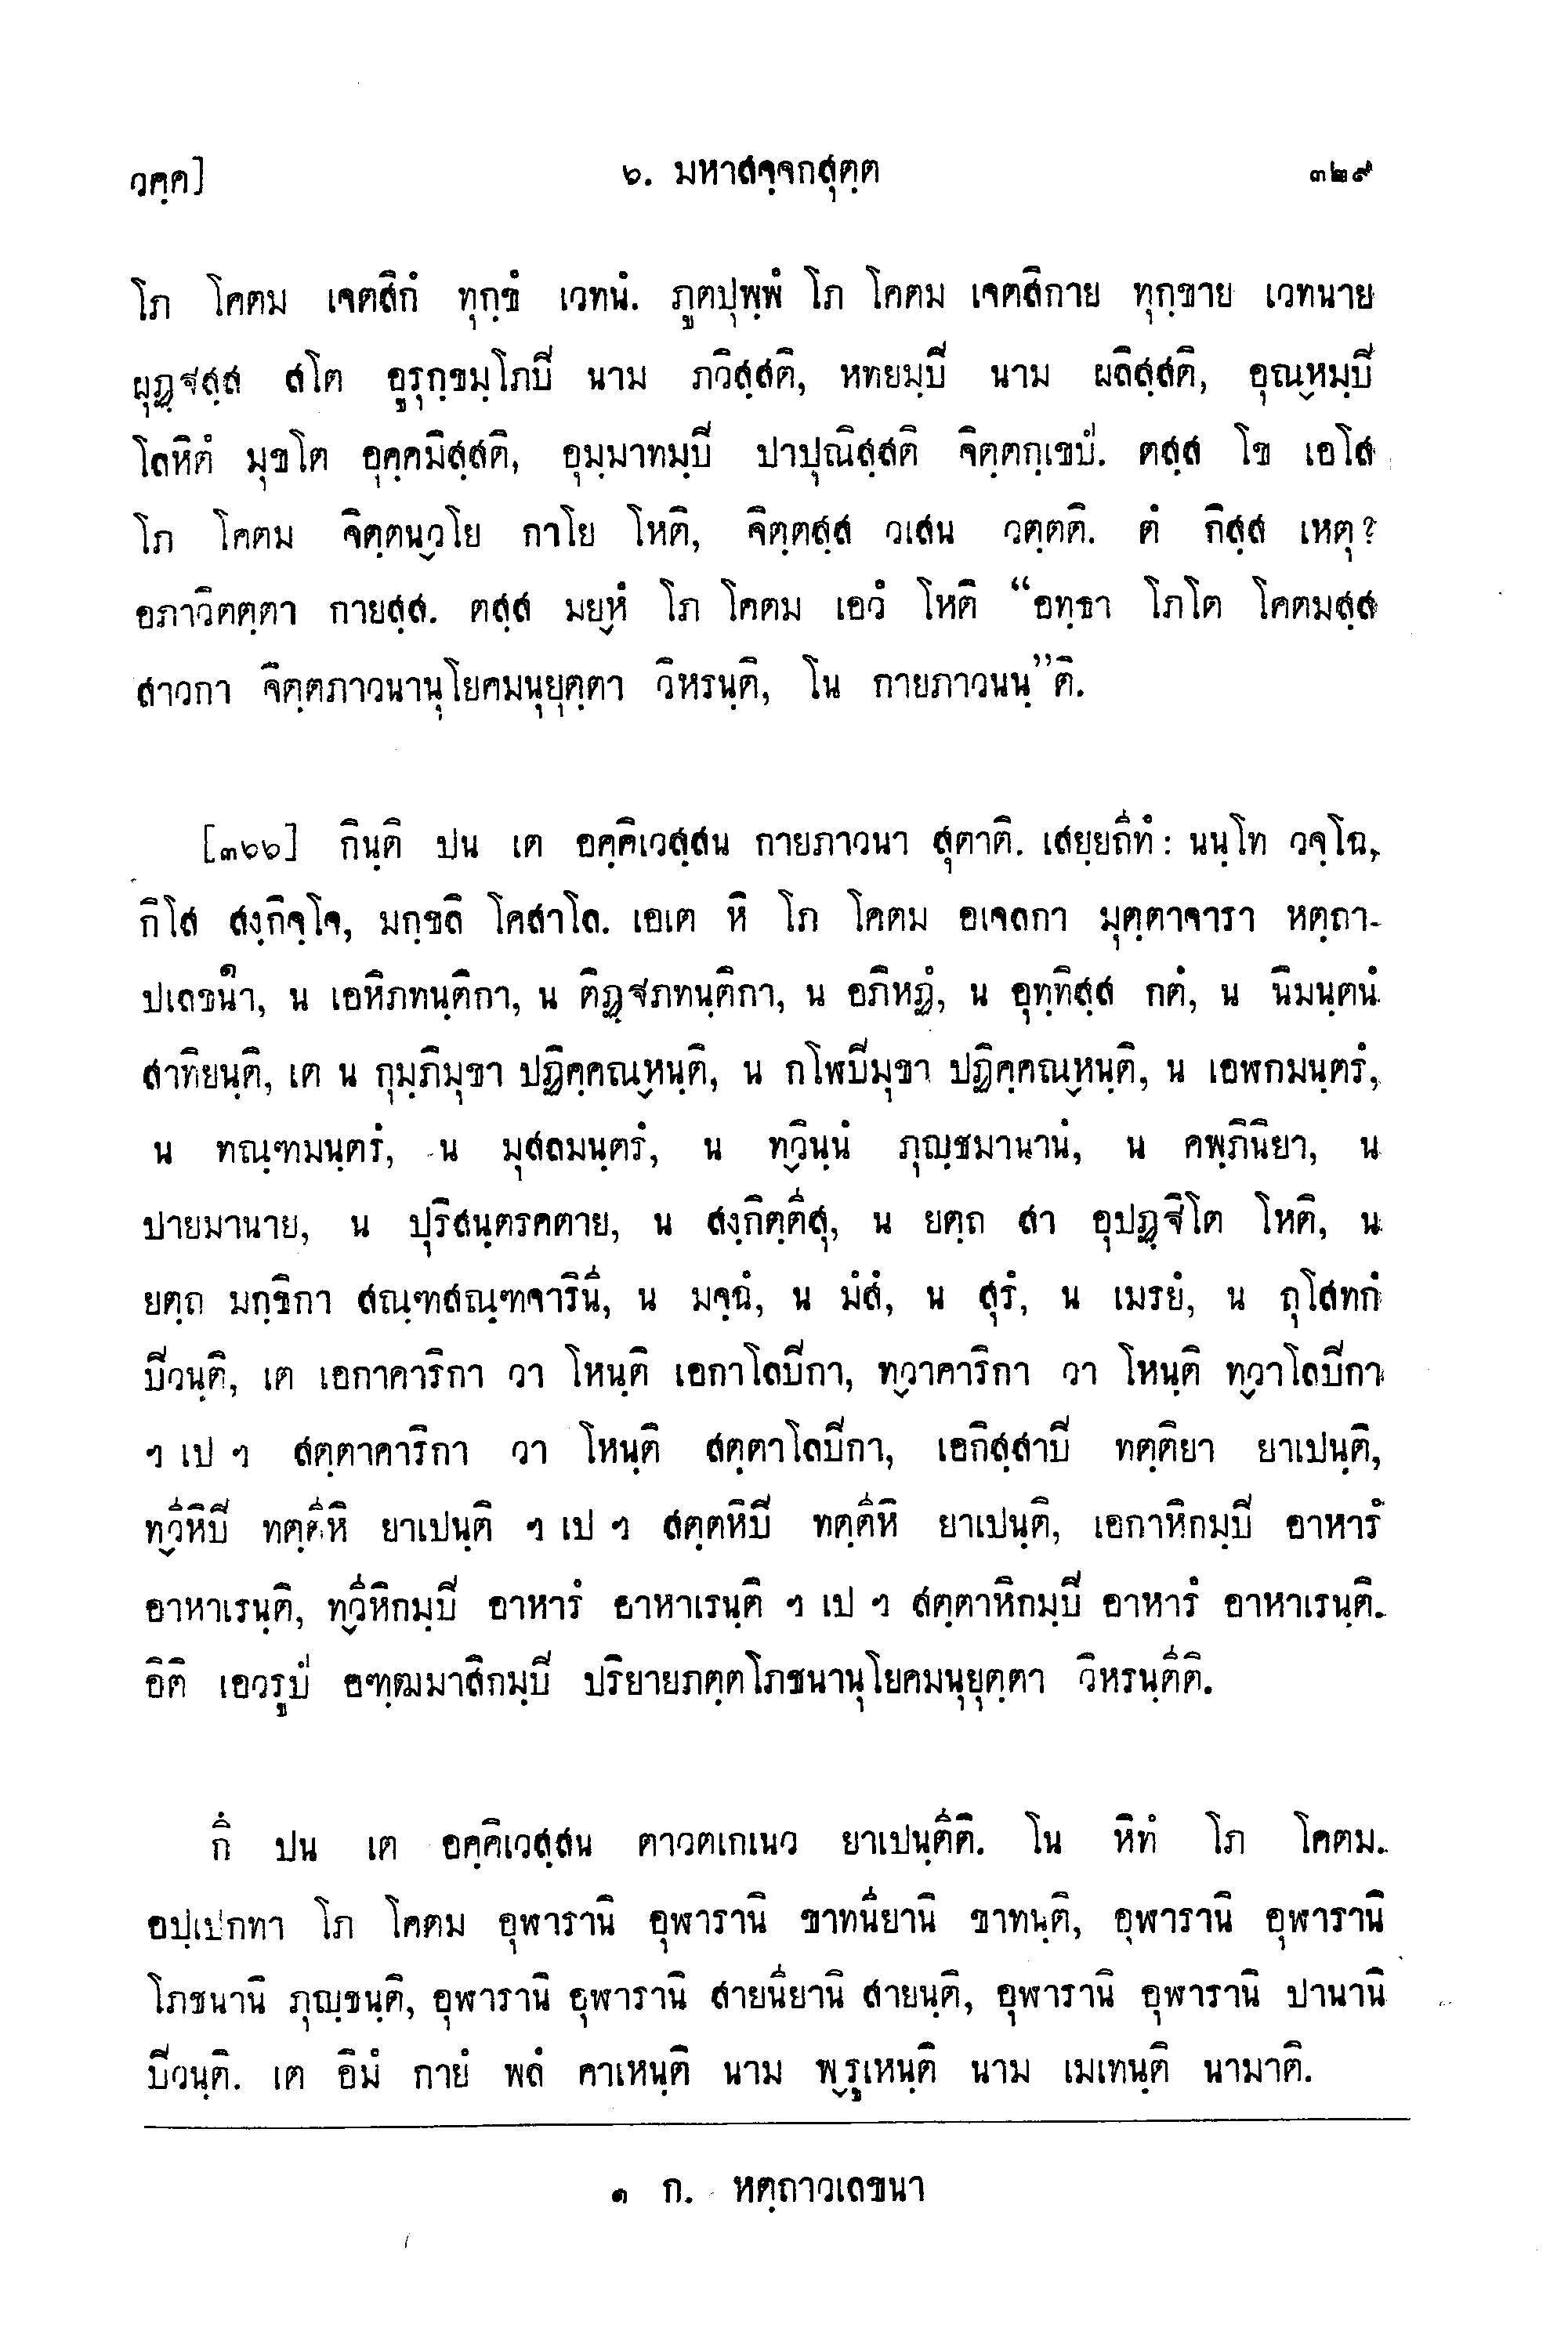 วคฺค]
๖. มหาสจฺจกสุตฺต
๓๒๙
โภ โคตม เจตสิกํ ทุกฺขํ เวทนํ. ภูตปุพฺพํ โภ โคตม เจตสิกาย ทุกฺขาย เวทนาย
ผุฏฺฐสฺส สโต อูรุกฺขมฺโภปิ นาม ภวิสฺสติ, หทยมฺปิ นาม ผลิสฺสติ, อุณฺหมฺปิ
โลหิตํ มุขโต อุคฺคมิสฺสติ, อุมฺมาทมฺปิ ปาปุณิสฺสติ จิตฺตกฺเขปํ. ตสฺส โข เอโส
โภ โคตม จิตฺตนฺวโย กาโย โหติ, จิตฺตสฺส วเสน วตฺตติ. ตํ กิสฺส เหตุ?
อภาวิตตฺตา กายสฺส. ตสฺส มยฺหํ โภ โคตม เอวํ โหติ “อทฺธา โภโต โคตมสฺส
สาวกา จิตฺตภาวนานุโยคมนุยุตฺตา วิหรนฺติ, โน กายภาวนนฺ”ติ.
[๓๖๖] กินฺติ ปน เต อคฺคิเวสฺสน กายภาวนา สุตาติ. เสยฺยถีทํ: นนฺโท วจฺโฉ,
กิโส สงฺกิจฺโจ, มกฺขลิ โคสาโล. เอเต หิ โภ โคตม อเจลกา มุตฺตาจารา หตฺถา-
ปเลขนา๑, น เอหิภทนฺติกา, น ติฏฺฐภทนฺติกา, น อภิหฏํ, น อุทฺทิสฺส กตํ, น นิมนฺตนํ
สาทิยนฺติ, เต น กุมฺภิมุขา ปฏิคฺคณฺหนฺติ, น กโฬปิมุขา ปฏิคฺคณฺหนฺติ, น เอฬกมนฺตรํ,
น ทณฺฑมนฺตรํ, น มุสลมนฺตรํ, น ทฺวินฺนํ ภุญฺชมานานํ, น คพฺภินิยา, น
ปายมานาย, น ปุริสนฺตรคตาย, น สงฺกิตฺตีสุ, น ยตฺถ สา อุปฏฺฐิโต โหติ, น
ยตฺถ มกฺขิกา สณฺฑสณฺฑจารินี, น มจฺฉํ, น มํสํ, น สุรํ, น เมรยํ, น ถุโสทกํ
ปิวนฺติ, เต เอกาคาริกา วา โหนฺติ เอกาโลปิกา, ทฺวาคาริกา วา โหนฺติ ทฺวาโลปิกา
ฯ เป ฯ สตฺตาคาริกา วา โหนฺติ สตฺตาโลปิกา, เอกิสฺสาปิ ทตฺติยา ยาเปนฺติ,
ทฺวีหิปิ ทตฺตีหิ ยาเปนฺติ ฯ เป ฯ สตฺตหิปิ ทตฺตีหิ ยาเปนฺติ, เอกาหิกมฺปิ อาหารํ
อาหาเรนฺติ, ทฺวีหิกมฺปิ อาหารํ อาหาเรนฺติ ฯ เป ฯ สตฺตาหิกมฺปิ อาหารํ อาหาเรนฺติ.
อิติ เอวรูปํ อฑฺฒมาสิกมฺปิ ปริยายภตฺตโภชนานุโยคมนุยุตฺตา วิหรนฺตีติ.
กึ ปน เต อคฺคิเวสฺสน ตาวตเกเนว ยาเปนฺตีติ. โน หิทํ โภ โคตม.
อปฺเปกทา โภ โคตม อุฬารานิ อุฬารานิ ขาทนียานิ ขาทนฺติ, อุฬารานิ อุฬารานิ
โภชนานิ ภุญฺชนฺติ, อุฬารานิ อุฬารานิ สายนียานิ สายนฺติ, อุฬารานิ อุฬารานิ ปานานิ
ปิวนฺติ. เต อิมํ กายํ พลํ คาเหนฺติ นาม พฺรูเหนฺติ นาม เมเทนฺติ นามาติ.
๑ ก. หตฺถาวเลขนา